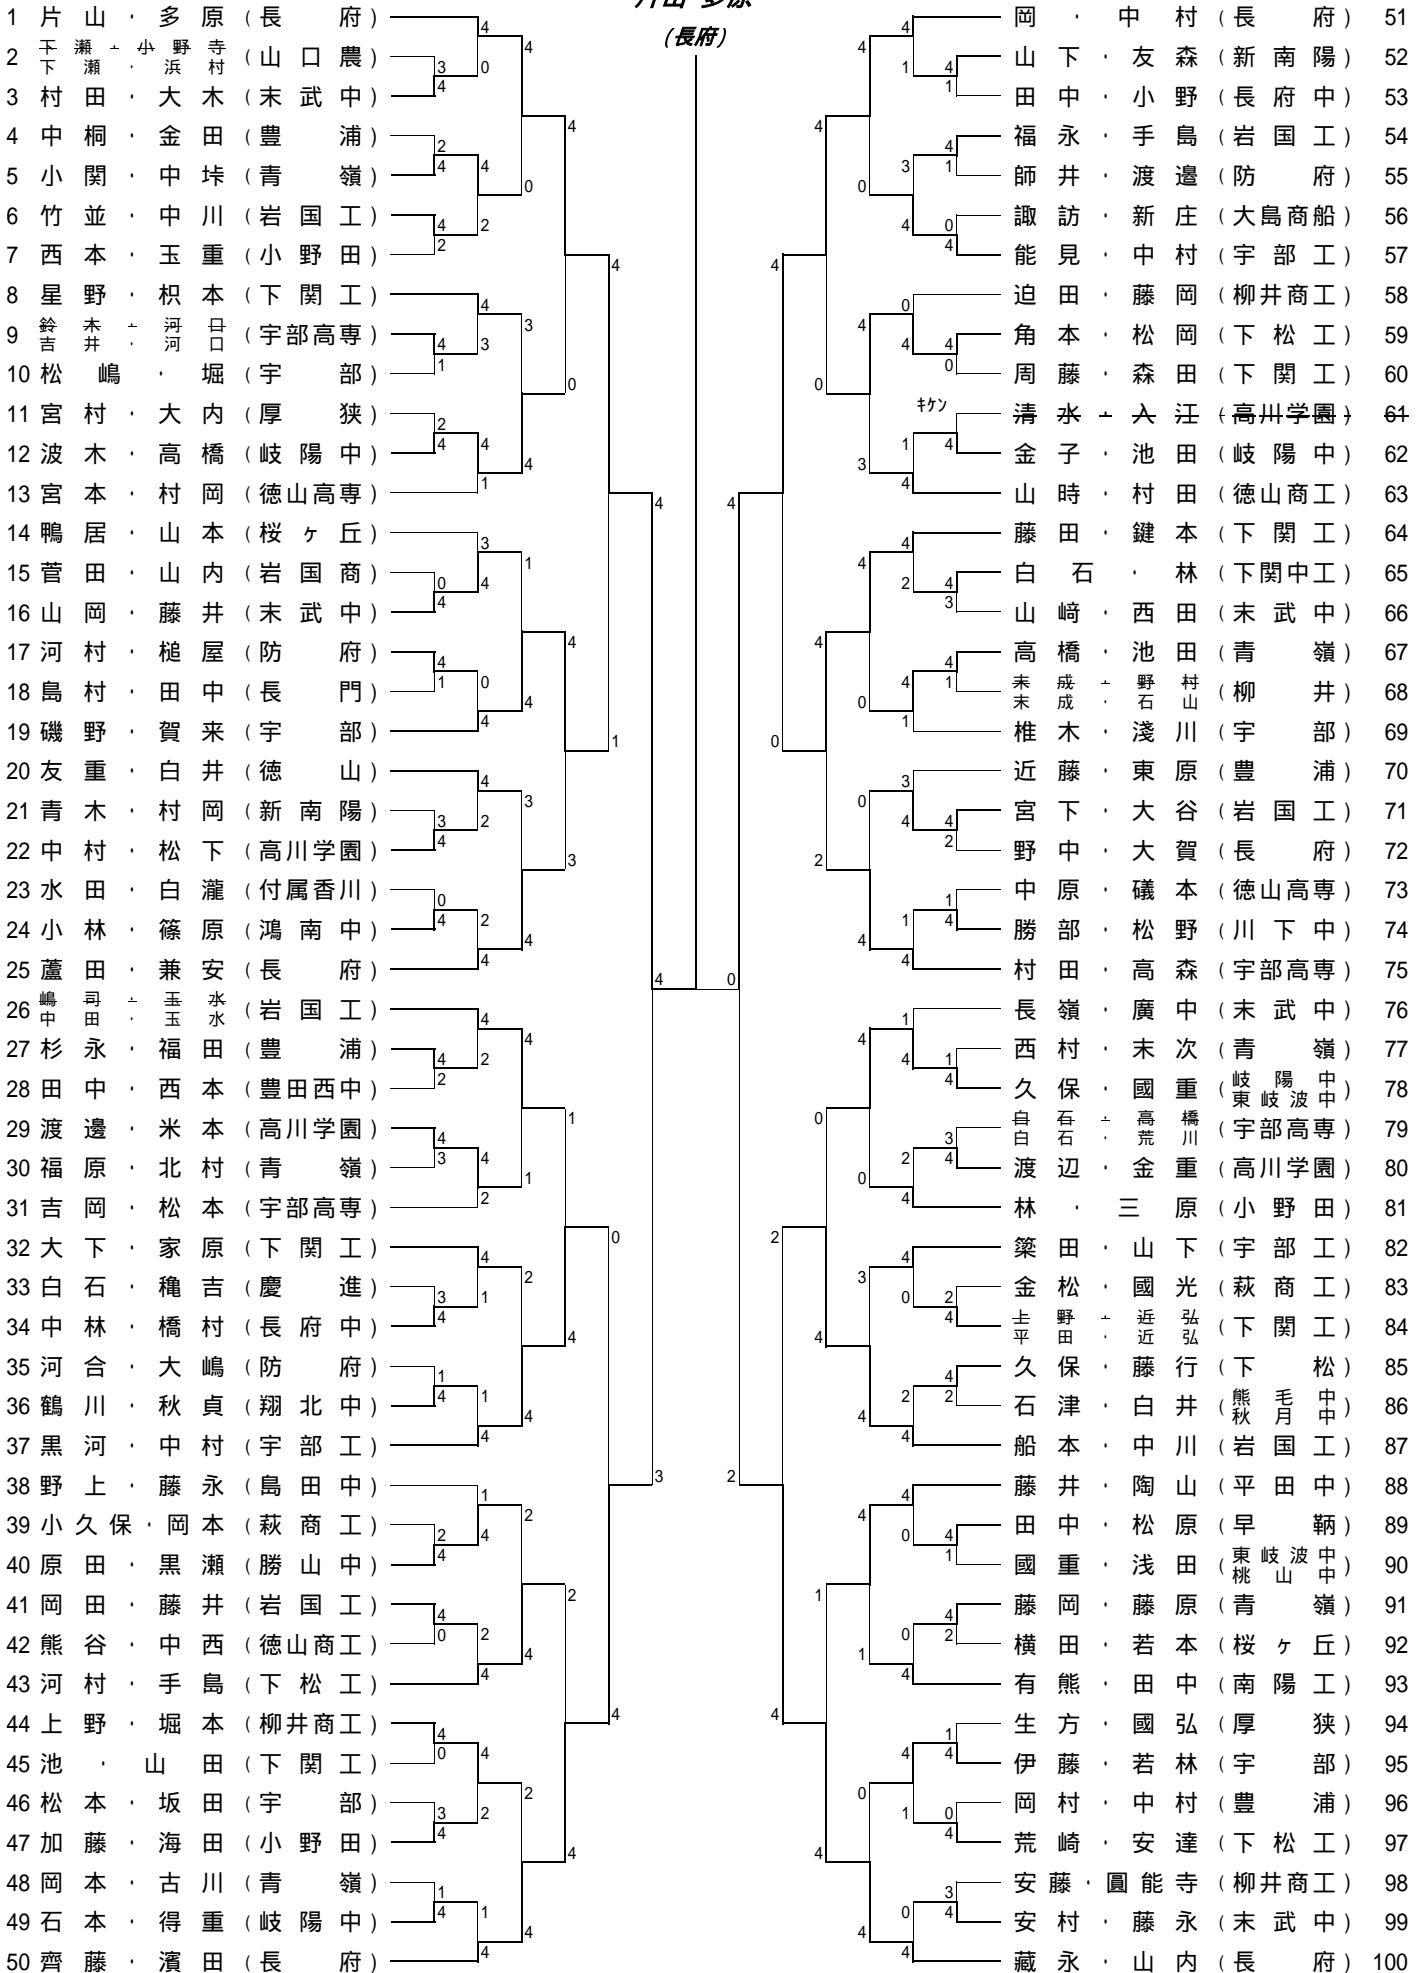 片山・多原
（長府）
1 片山・多原（長府）
2 下瀬・小野寺
下瀬・浜村（山口農）
3 村田・大木（末武中）
4 中桐・金田（豊浦）
5 小関・中垰（青嶺）
6 竹並・中川（岩国工）
7 西本・玉重（小野田）
8 星野・枳本（下関工）
9 鈴木・河口
吉井・河口（宇部高専）
10 松嶋・堀（宇部）
11 宮村・大内（厚狭）
12 波木・高橋（岐陽中）
13 宮本・村岡（徳山高専）
14 鴨居・山本（桜ヶ丘）
15 菅田・山内（岩国商）
16 山岡・藤井（末武中）
17 河村・槌屋（防府）
18 島村・田中（長門）
19 磯野・賀来（宇部）
20 友重・白井（徳山）
21 青木・村岡（新南陽）
22 中村・松下（高川学園）
23 水田・白瀧（付属香川）
24 小林・篠原（鴻南中）
25 蘆田・兼安（長府）
26 嶋司・玉水
中田・玉水（岩国工）
27 杉永・福田（豊浦）
28 田中・西本（豊田西中）
29 渡邊・米本（高川学園）
30 福原・北村（青嶺）
31 吉岡・松本（宇部高専）
32 大下・家原（下関工）
33 白石・穐吉（慶進）
34 中林・橋村（長府中）
35 河合・大嶋（防府）
36 鶴川・秋貞（翔北中）
37 黒河・中村（宇部工）
38 野上・藤永（島田中）
39 小久保・岡本（萩商工）
40 原田・黒瀬（勝山中）
41 岡田・藤井（岩国工）
42 熊谷・中西（徳山商工）
43 河村・手島（下松工）
44 上野・堀本（柳井商工）
45 池・山田（下関工）
46 松本・坂田（宇部）
47 加藤・海田（小野田）
48 岡本・古川（青嶺）
49 石本・得重（岐陽中）
50 齊藤・濱田（長府）
岡・中村（長府）51
山下・友森（新南陽）52
田中・小野（長府中）53
福永・手島（岩国工）54
師井・渡邉（防府）55
諏訪・新庄（大島商船）56
能見・中村（宇部工）57
迫田・藤岡（柳井商工）58
角本・松岡（下松工）59
周藤・森田（下関工）60
ｷｹﾝ
清水・入江（高川学園）61
金子・池田（岐陽中）62
山時・村田（徳山商工）63
藤田・鍵本（下関工）64
白石・林（下関中工）65
山﨑・西田（末武中）66
高橋・池田（青嶺）67
末成・野村
末成・石山（柳井）68
椎木・淺川（宇部）69
近藤・東原（豊浦）70
宮下・大谷（岩国工）71
野中・大賀（長府）72
中原・礒本（徳山高専）73
勝部・松野（川下中）74
村田・高森（宇部高専）75
長嶺・廣中（末武中）76
西村・末次（青嶺）77
久保・國重（岐陽中
東岐波中）78
白石・高橋
白石・荒川（宇部高専）79
渡辺・金重（高川学園）80
林・三原（小野田）81
簗田・山下（宇部工）82
金松・國光（萩商工）83
上野・近弘
平田・近弘（下関工）84
久保・藤行（下松）85
石津・白井（熊毛中
秋月中）86
船本・中川（岩国工）87
藤井・陶山（平田中）88
田中・松原（早鞆）89
國重・浅田（東岐波中
桃山中）90
藤岡・藤原（青嶺）91
横田・若本（桜ヶ丘）92
有熊・田中（南陽工）93
生方・國弘（厚狭）94
伊藤・若林（宇部）95
岡村・中村（豊浦）96
荒崎・安達（下松工）97
安藤・圓能寺（柳井商工）98
安村・藤永（末武中）99
藏永・山内（長府）100